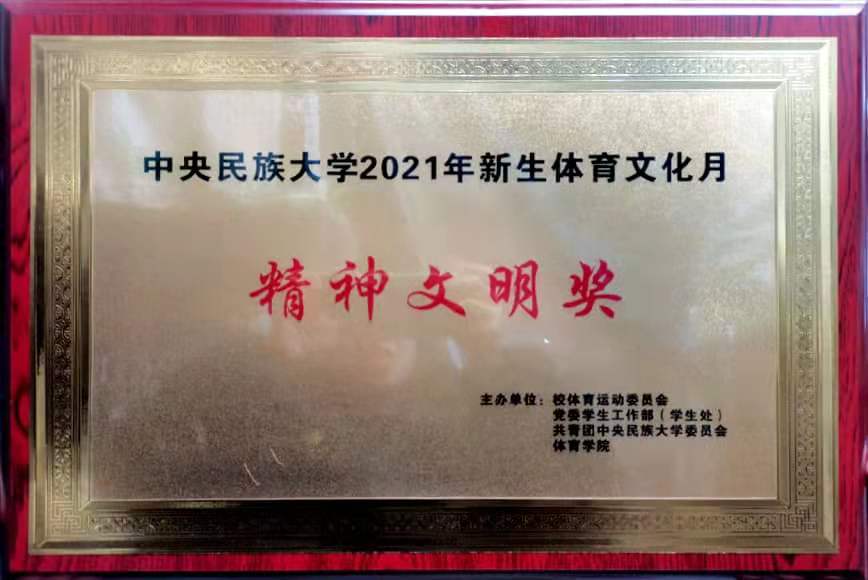 中央民族大学2021年新生体育文化月
精神文明奖
主办单位：校体育运动委员会
党委学生工作部（学生处）
共青团中央民族大学委员会
体育学院